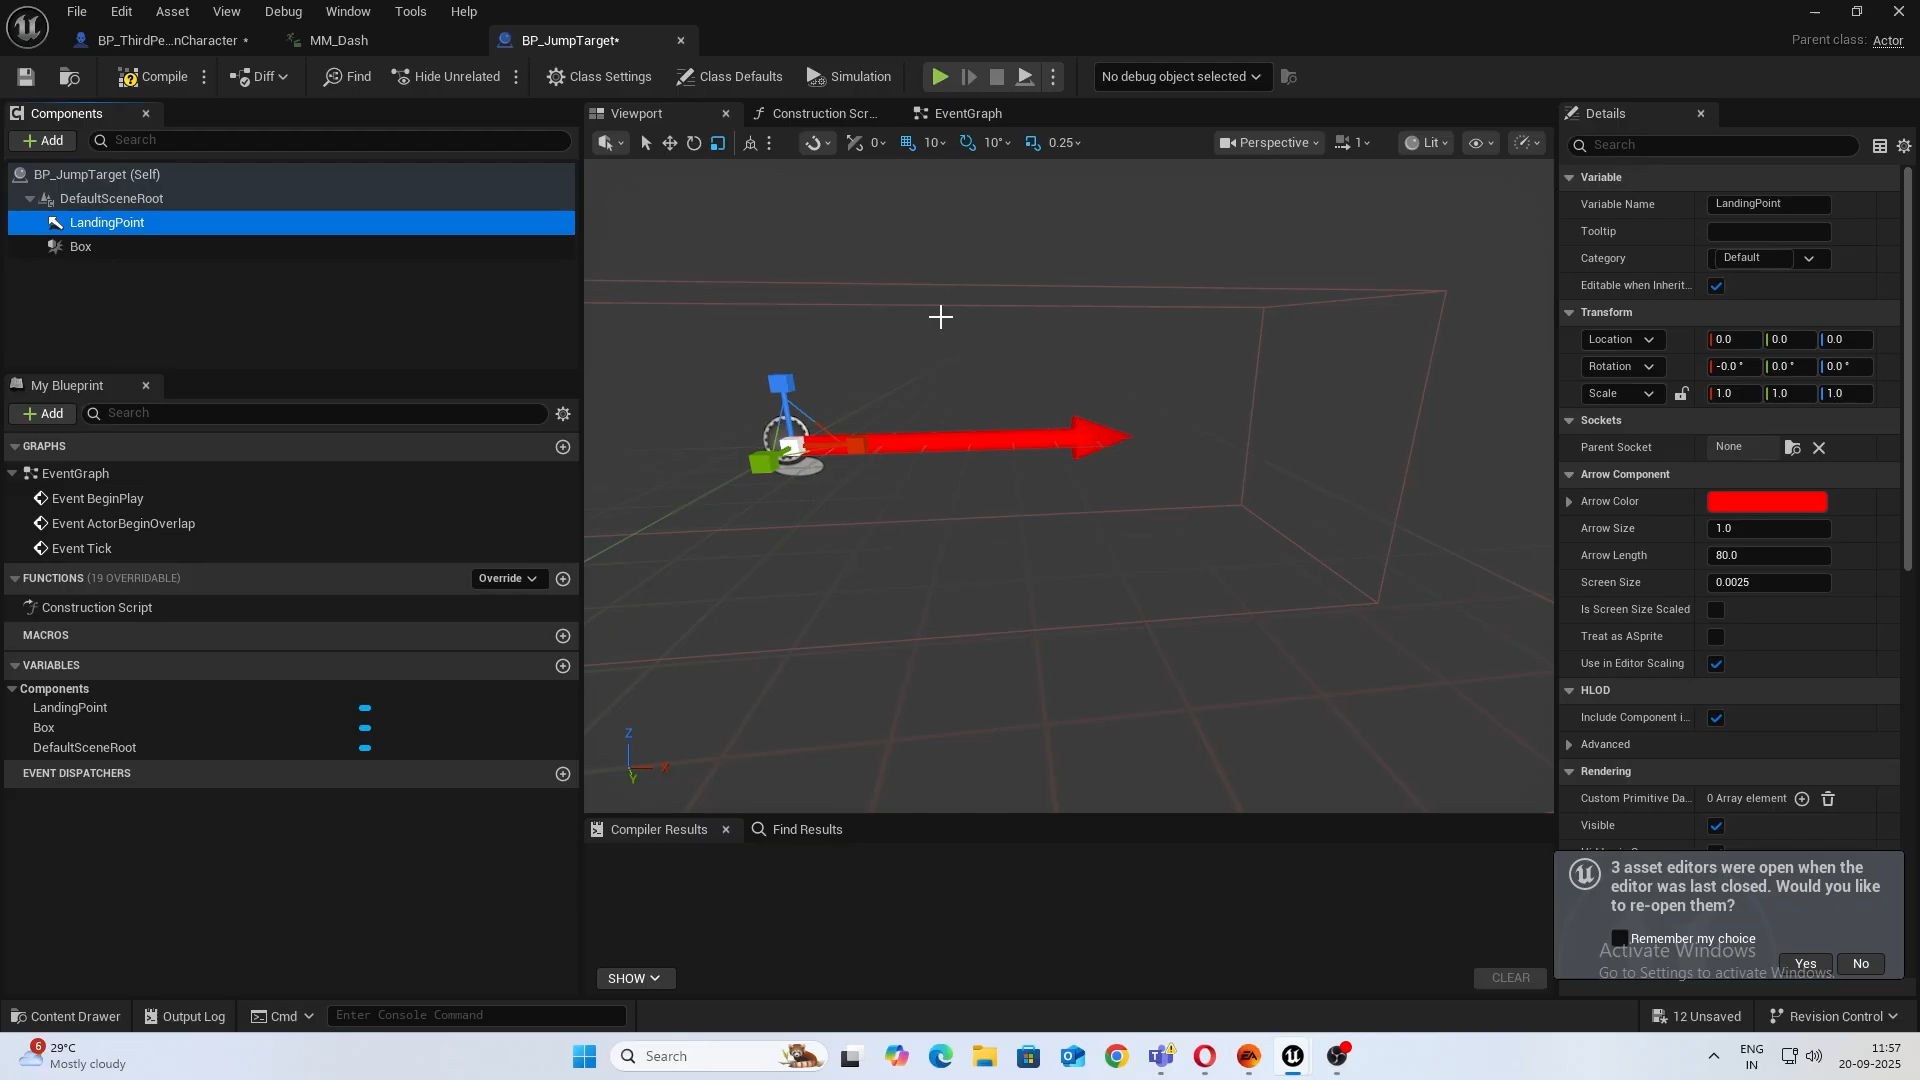 File Edit Asset View Debug Window Tools Help
BP_ThirdPe...nCharacter * MM_Dash BP_JumpTarget* Parent class: Actor
Compile Diff Find Hide Unrelated Class Settings Class Defaults Simulation No debug object selected
Components
Add Search
BP_JumpTarget (Self)
DefaultSceneRoot
LandingPoint
Box
My Blueprint
Add Search
GRAPHS
EventGraph
Event BeginPlay
Event ActorBeginOverlap
Event Tick
FUNCTIONS (19 OVERRIDABLE) Override
Construction Script
MACROS
VARIABLES
Components
LandingPoint
Box
DefaultSceneRoot
EVENT DISPATCHERS
Viewport Construction Scr... EventGraph
0 10 10° 0.25 Perspective 1 Lit
Z
X
Y
Compiler Results Find Results
SHOW CLEAR
Details
Search
Variable
Variable Name LandingPoint
Tooltip
Category Default
Editable when Inherit...
Transform
Location 0.0 0.0 0.0
Rotation -0.0 ° 0.0 ° 0.0 °
Scale 1.0 1.0 1.0
Sockets
Parent Socket None
Arrow Component
Arrow Color
Arrow Size 1.0
Arrow Length 80.0
Screen Size 0.0025
Is Screen Size Scaled
Treat as ASprite
Use in Editor Scaling
HLOD
Include Component i...
Advanced
Rendering
Custom Primitive Da... 0 Array element
Visible
3 asset editors were open when the
editor was last closed. Would you like
to re-open them?
Remember my choice
Activate Windows
Yes No
Go to Settings to activate Windows.
Content Drawer Output Log Cmd Enter Console Command 12 Unsaved Revision Control
6 29°C
Mostly cloudy
Search
ENG
IN
11:57
20-09-2025